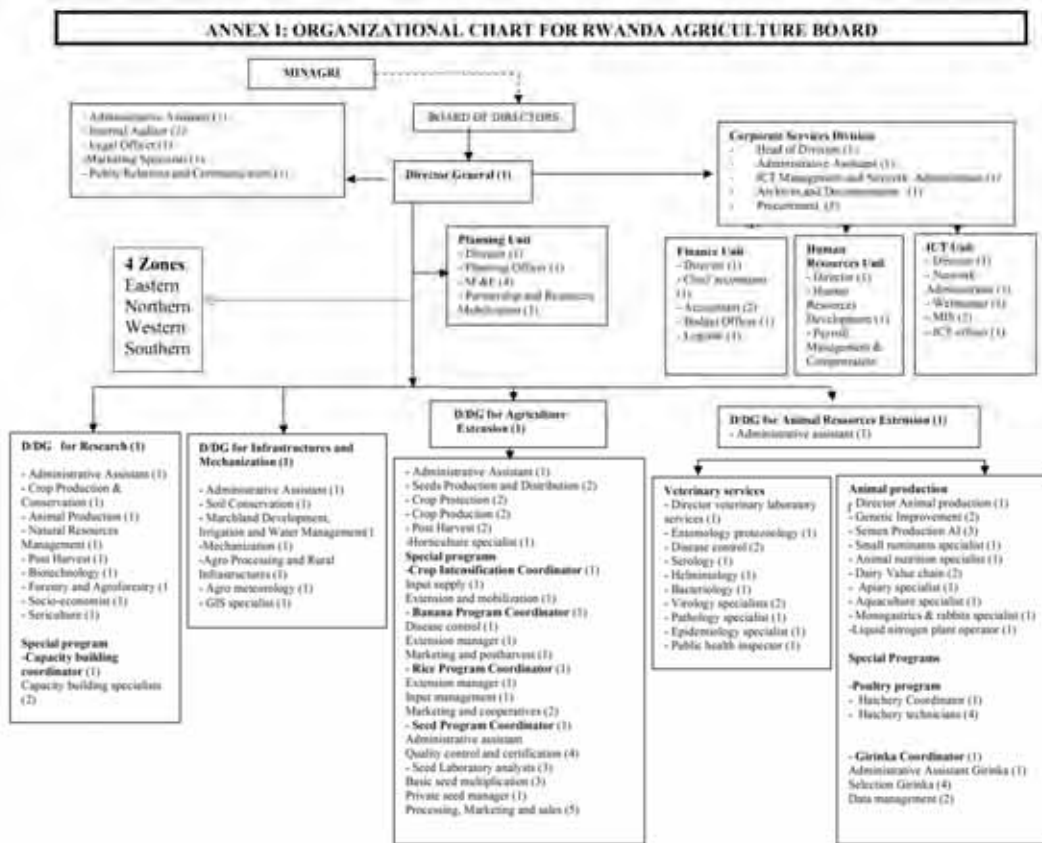 ANNEX I: ORGANIZATIONAL CHART FOR RWANDA AGRICULTURE BOARD
MINAGRI
BOARD OF DIRECTORS
- Administrative Assistant (1)
- Internal Auditor
- Legal Officer (1)
-Marketing Specialist (1)
- Public Relation and Communication
Director General (1)
Corporate Services Division
- Head of Division (1)
- Administrative Assistant (1)
- ICT Management and Network
- Archives and Documentation (1)
- Procurement
Planning Unit
- Director (1)
- Planning Officer (1)
- M&E (4)
- Partnership and Resources
Mobilization
4 Zones
Eastern
Northern
Western
Southern
Finance Unit
- Director (1)
- Chief accountant
(1)
- Accountant (2)
- Budget Officer (1)
- Logistic (1)
Human
Resources Unit
- Director (1)
- Human
Resources
Development (1)
- Payroll
Management &
Compensation
ICT Unit
- Director (1)
- Network
Administrator (1)
- Webmaster (1)
- MIS (2)
- ICT officer (1)
D/DG for Research (1)
- Administrative Assistant (1)
- Crop Production &
Conservation (1)
- Animal Production (1)
- Natural Resources
Management (1)
- Post Harvest (1)
- Biotechnology (1)
- Forestry and Agroforestry (1
- Socio-economist (1)
- Sericulture (1)
Special program
-Capacity building
coordinator (1)
Capacity building specialists
(2)
D/DG for Infrastructures and
Mechanization (1)
- Administrative Assistant (1)
- Soil Conservation (1)
- Marchland Development,
Irrigation and Water Management (1
-Mechanization (1)
-Agro Processing and Rural
Infrastructures (1)
- Agro meteorology (1)
- GIS specialist (1)
D/DG for Agriculture
Extension (1)
- Administrative Assistant (1)
- Seeds Production and Distribution (2)
- Crop Protection (2)
- Crop Production (2)
- Post Harvest (2)
-Horticulture specialist (1)
Special programs
-Crop Intensification Coordinator (1)
Input supply (1)
Extension and mobilization (1)
- Banana Program Coordinator (1)
Disease control (1)
Extension manager (1)
Marketing and postharvest (1)
- Rice Program Coordinator (1)
Extension manager (1)
Input management (1)
Marketing and cooperatives (2)
- Seed Program Coordinator (1)
Administrative assistant
Quality control and certification (4)
- Seed Laboratory analysts (3)
Basic seed multiplication (3)
Private seed manager (1)
Processing, Marketing and sales (5)
D/DG for Animal Resources Extension (1)
- Administrative assistant (1)
Veterinary services
- Director veterinary laboratory
services (1)
- Entomology protozoology (1)
- Disease control (2)
- Serology (1)
- Helminology (1)
- Bacteriology (1)
- Virology specialists (2)
- Pathology specialist (1)
- Epidemiology specialist (1)
- Public health inspector (1)
Animal production
- Director Animal production (1)
- Genetic Improvement (2)
- Semen Production AI (3)
- Small ruminants specialist (1)
- Animal nutrition specialist (1)
- Dairy Value chain (2)
- Apiary specialist (1)
- Aquaculture specialist (1)
- Monogastrics & rabbits specialist (1)
-Liquid nitrogen plant operator (1)
Special Programs
-Poultry program
- Hatchery Coordinator (1)
- Hatchery technicians (4)
- Girinka Coordinator (1)
Administrative Assistant Girinka (1)
Selection Girinka (4)
Data management (2)